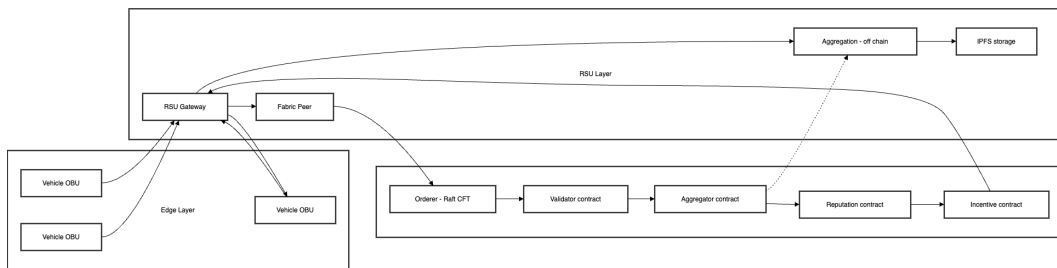 Aggregation - off chain
IPFS storage
RSU Layer
RSU Gateway
Fabric Peer
Vehicle OBU
Vehicle OBU
Edge Layer
Vehicle OBU
Orderer - Raft CFT
Validator contract
Aggregator contract
Reputation contract
Incentive contract